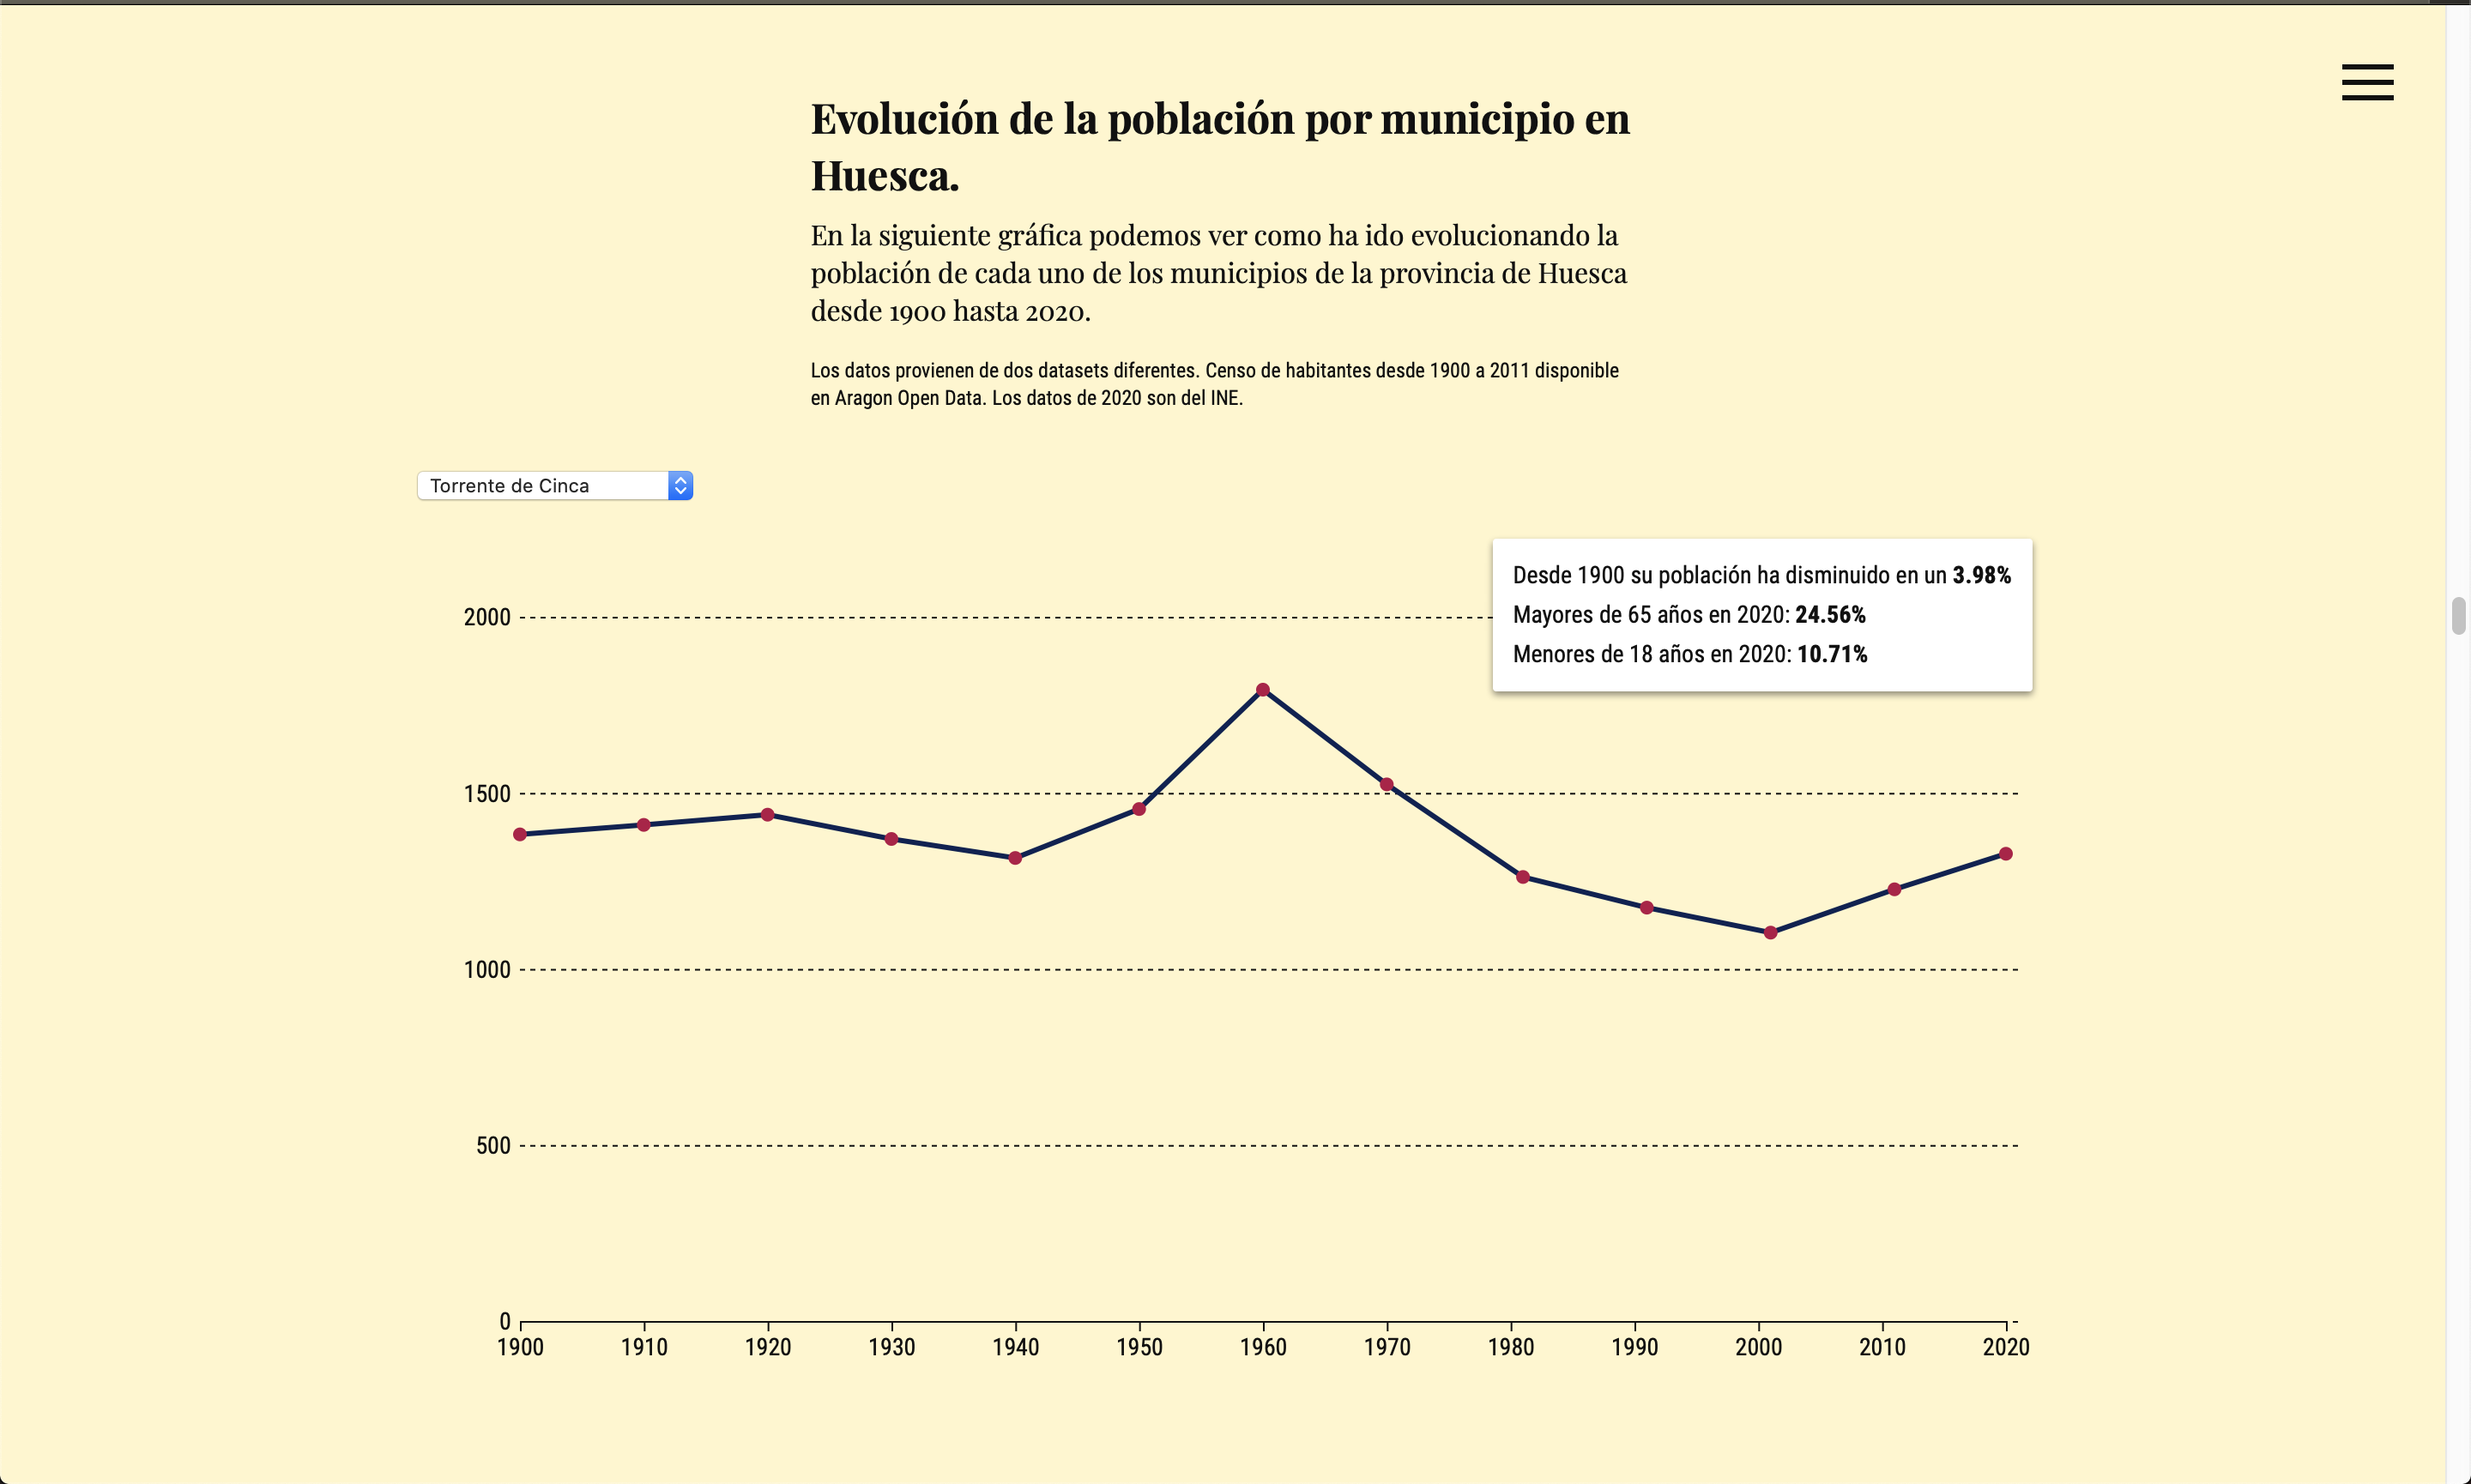 Evolución de la población por municipio en
Huesca.
En la siguiente gráfica podemos ver como ha ido evolucionando la
población de cada uno de los municipios de la provincia de Huesca
desde 1900 hasta 2020.
Los datos provienen de dos datasets diferentes. Censo de habitantes desde 1900 a 2011 disponible
en Aragon Open Data. Los datos de 2020 son del INE.
Torrente de Cinca
Desde 1900 su población ha disminuido en un 3.98%
Mayores de 65 años en 2020: 24.56%
Menores de 18 años en 2020: 10.71%
2000
1500
1000
500
0
1900 1910 1920 1930 1940 1950 1960 1970 1980 1990 2000 2010 2020